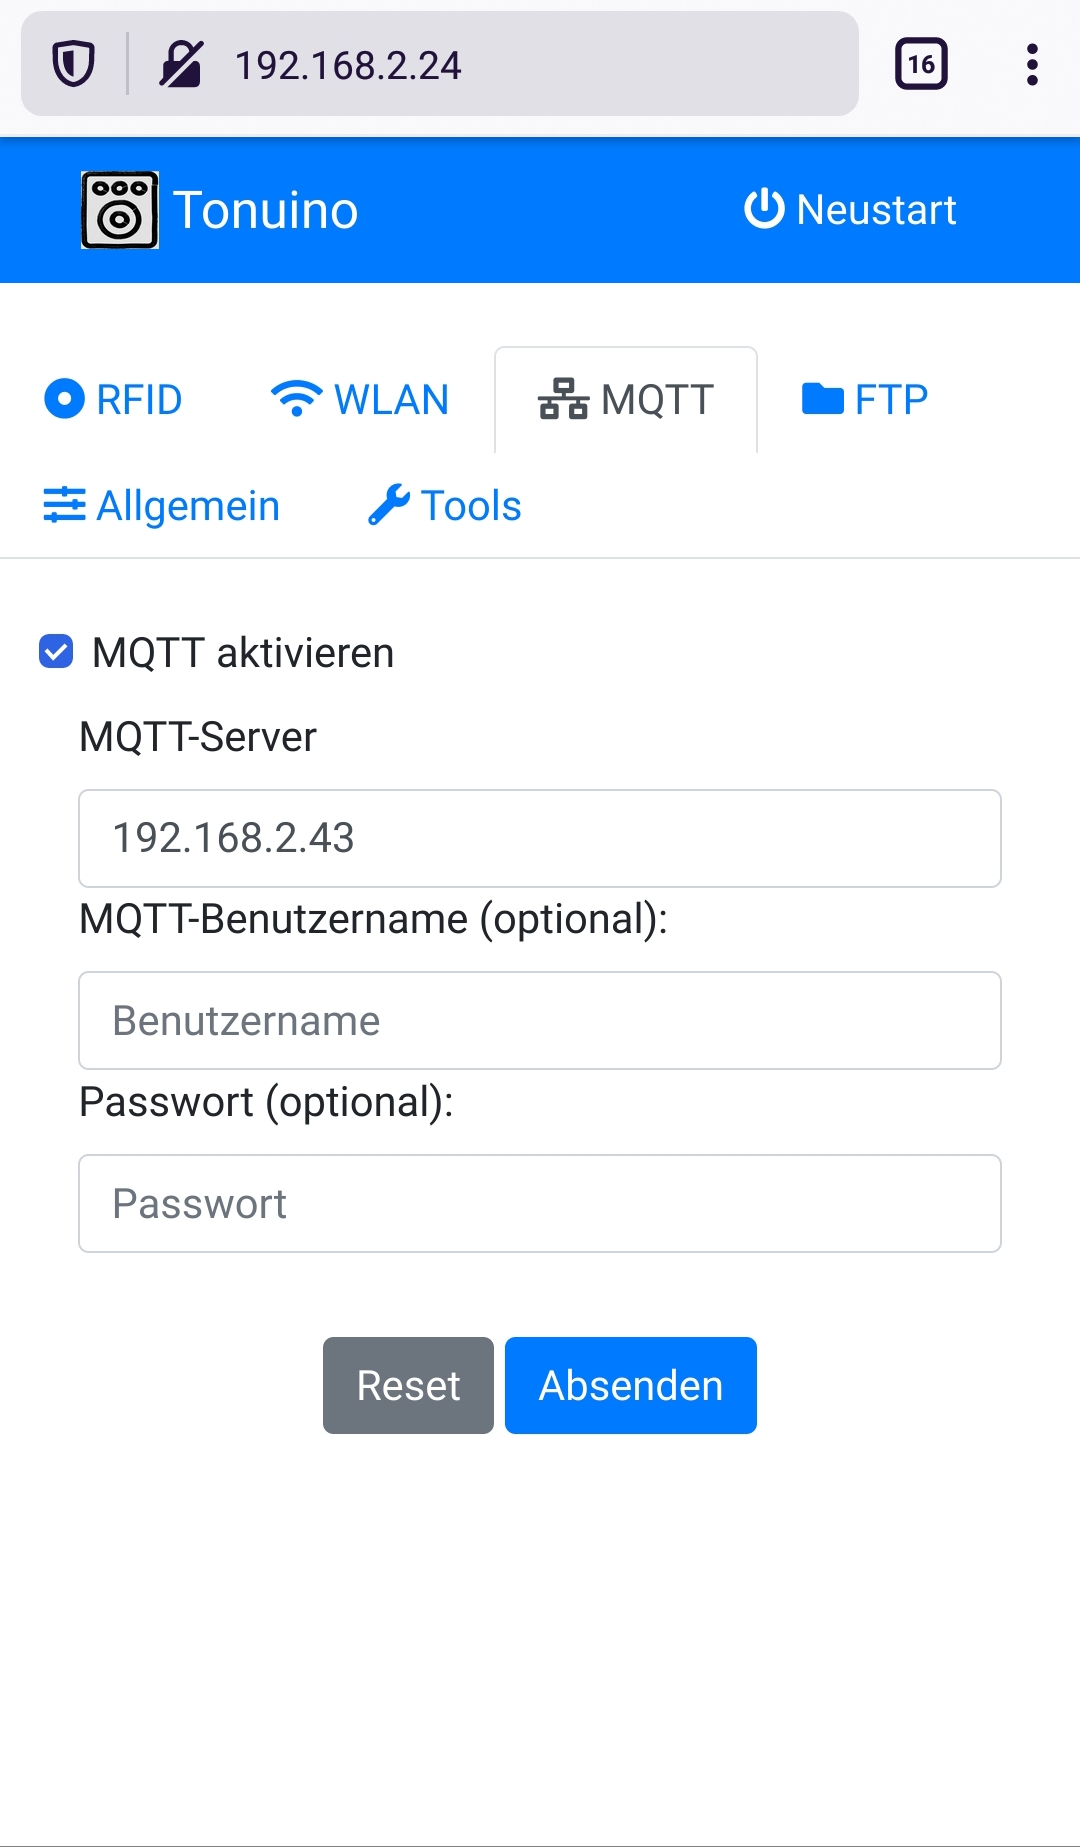 192.168.2.24
16
Tonuino
Neustart
RFID
WLAN
MQTT
FTP
Allgemein
Tools
MQTT aktivieren
MQTT-Server
192.168.2.43
MQTT-Benutzername (optional):
Benutzername
Passwort (optional):
Passwort
Reset
Absenden